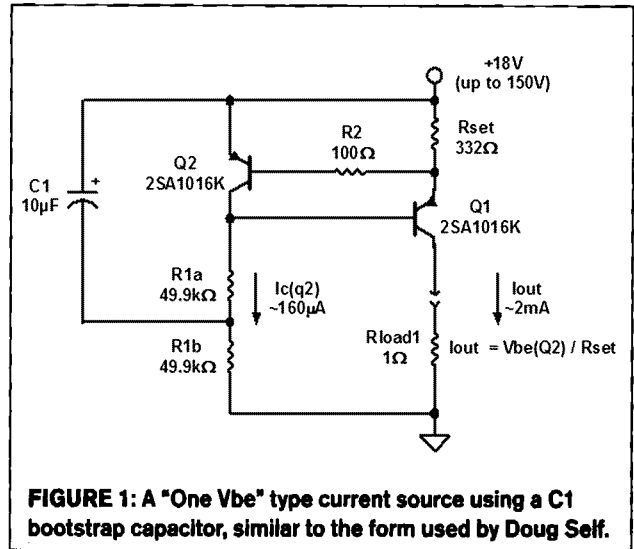 +18V
(up to 150V)
R2
100Ω
Rset
332Ω
Q2
2SA1016K
C1
10µF
+
Q1
2SA1016K
R1a
49.9kΩ
Ic(q2)
~160µA
Iout
~2mA
R1b
49.9kΩ
Rload1
1Ω
Iout = Vbe(Q2) / Rset
FIGURE 1: A "One Vbe" type current source using a C1
bootstrap capacitor, similar to the form used by Doug Self.